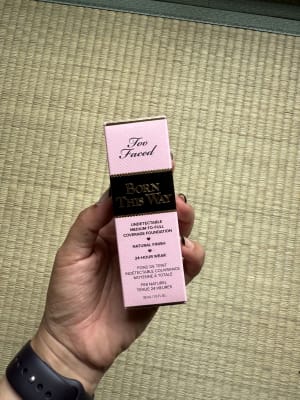 Too
Faced
BORN
THIS WAY
UNDETECTABLE
MEDIUM-TO-FULL
COVERAGE FOUNDATION
NATURAL FINISH
24-HOUR WEAR
FOND DE TEINT
INDÉTECTABLE COUVRANCE
MOYENNE À TOTALE
FINI NATUREL
TENUE 24 HEURES